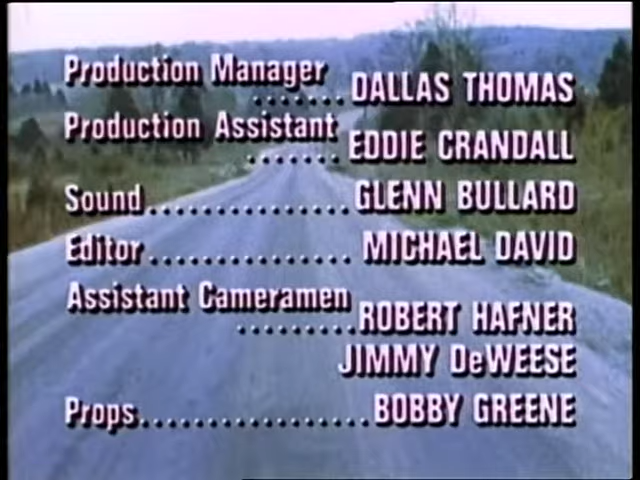 Production Manager
.......DALLAS THOMAS
Production Assistant
.......EDDIE CRANDALL
Sound...............GLENN BULLARD
Editor.............. MICHAEL DAVID
Assistant Cameramen
.........ROBERT HAFNER
JIMMY DeWEESE
Props.................BOBBY GREENE